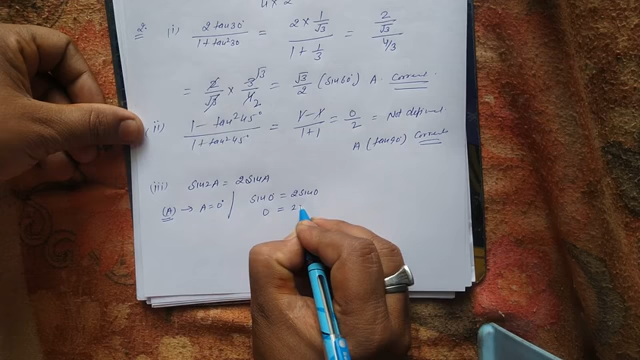 2. (i) 2 tan30° / 1 + tan²30 = 2 × 1/√3 / 1 + 1/3 = 2/√3 / 4/3
= 2/√3 × 3 √3/4 2 = √3/2 (sin60°) A. Correct.
(ii) 1 - tan²45° / 1 + tan²45° = 1-1 / 1+1 = 0/2 = Not defined
A (tan90°) Correct
(iii) Sin2A = 2SinA
(A) → A = 0° | Sin0° = 2Sin0
0 = 2